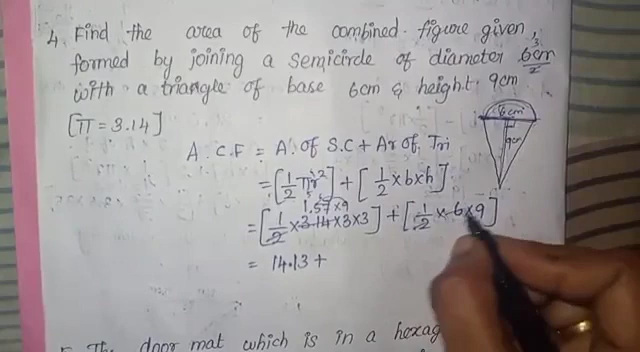 4. Find the area of the combined figure given,
formed by joining a semicircle of diameter 6cm/2 3
with a triangle of base 6cm & height 9cm
[π = 3.14]
6cm
9cm
A. C. F = A. of S.C + Ar of. Tri
= [1/2 πr²] + [1/2 × b × h]
1.57 × 9
= [1/2 × 3.14 × 3 × 3] + [1/2 × 6 × 9]
= 14.13 +
5. The door mat which is in a hexag